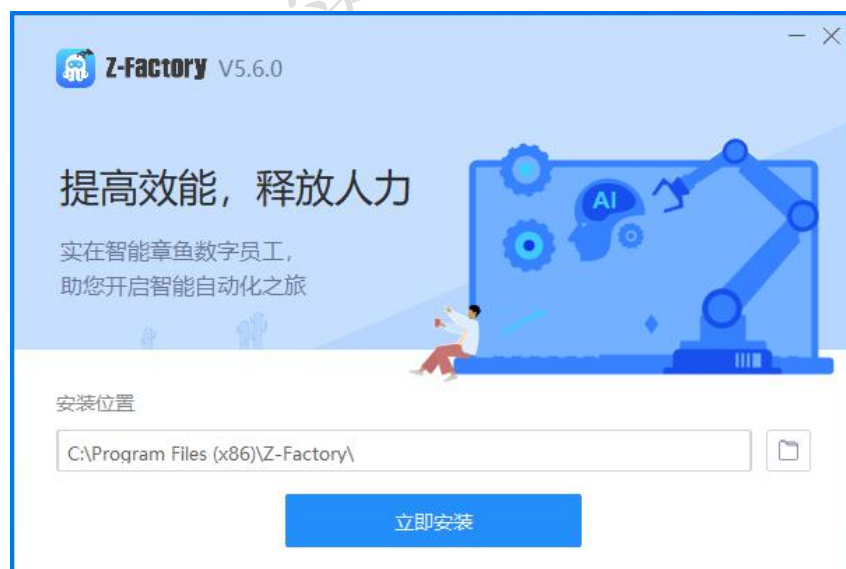 Z-Factory V5.6.0
提高效能，释放人力
AI
实在智能章鱼数字员工，
助您开启智能自动化之旅
安装位置
C:\Program Files (x86)\Z-Factory\
立即安装